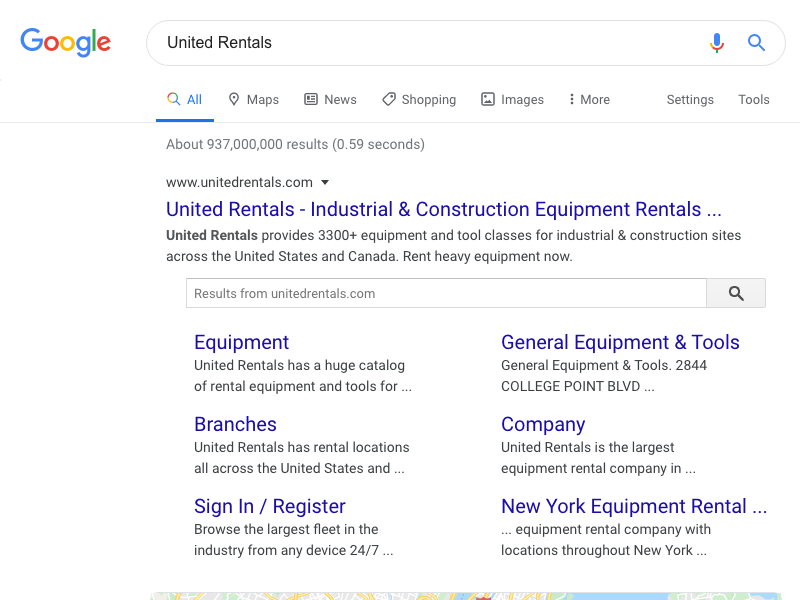 Google
United Rentals
All
Maps
News
Shopping
Images
More
Settings
Tools
About 937,000,000 results (0.59 seconds)
www.unitedrentals.com
United Rentals - Industrial & Construction Equipment Rentals ...
United Rentals provides 3300+ equipment and tool classes for industrial & construction sites
across the United States and Canada. Rent heavy equipment now.
Results from unitedrentals.com
Equipment
United Rentals has a huge catalog
of rental equipment and tools for ...
General Equipment & Tools
General Equipment & Tools. 2844
COLLEGE POINT BLVD ...
Branches
United Rentals has rental locations
all across the United States and ...
Company
United Rentals is the largest
equipment rental company in ...
Sign In / Register
Browse the largest fleet in the
industry from any device 24/7 ...
New York Equipment Rental ...
... equipment rental company with
locations throughout New York ...